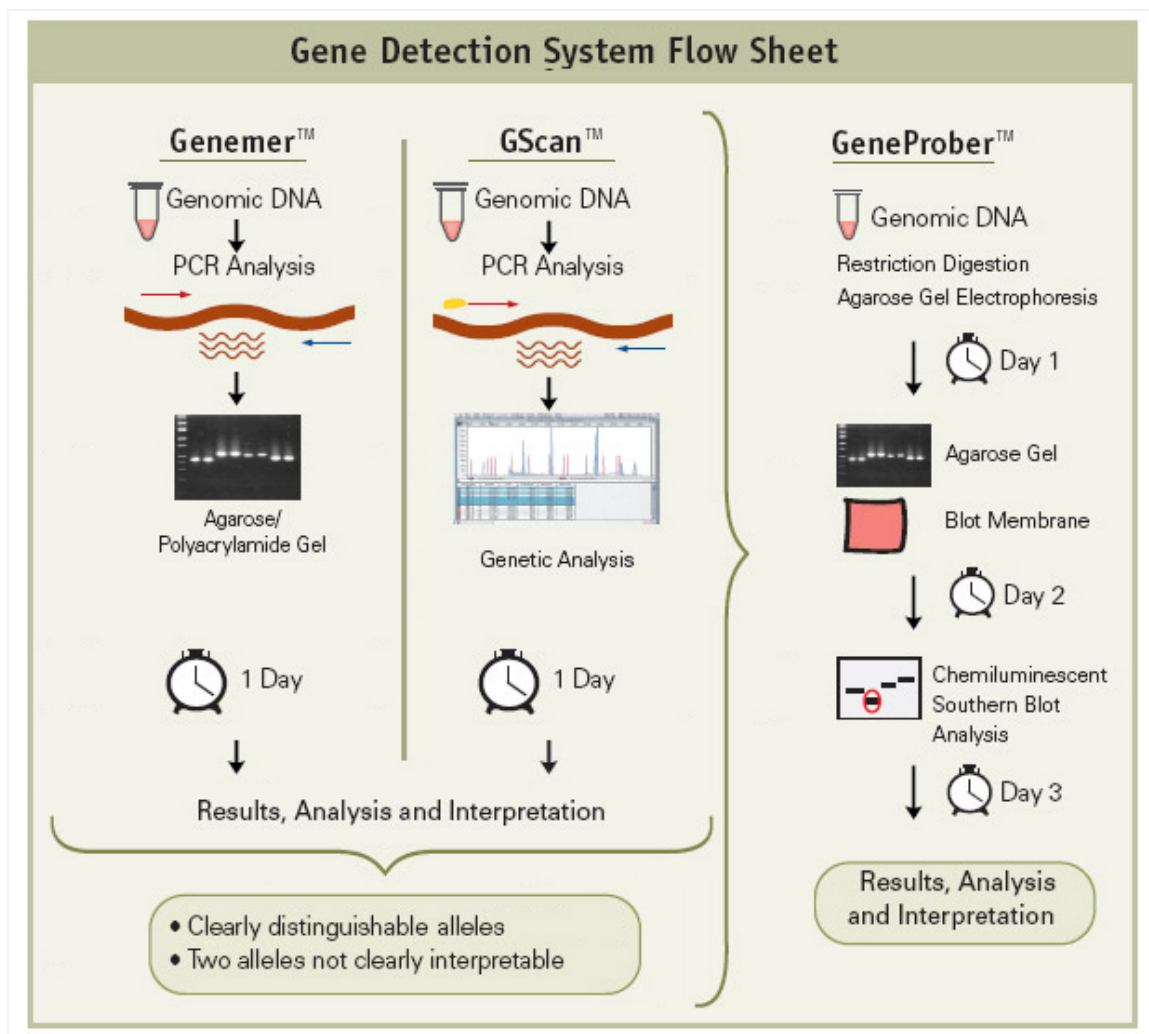 Gene Detection System Flow Sheet
Genemer™
Genomic DNA
PCR Analysis
Agarose/
Polyacrylamide Gel
1 Day
GScan™
Genomic DNA
PCR Analysis
Genetic Analysis
1 Day
Results, Analysis and Interpretation
• Clearly distinguishable alleles
• Two alleles not clearly interpretable
GeneProber™
Genomic DNA
Restriction Digestion
Agarose Gel Electrophoresis
Day 1
Agarose Gel
Blot Membrane
Day 2
Chemiluminescent
Southern Blot
Analysis
Day 3
Results, Analysis
and Interpretation